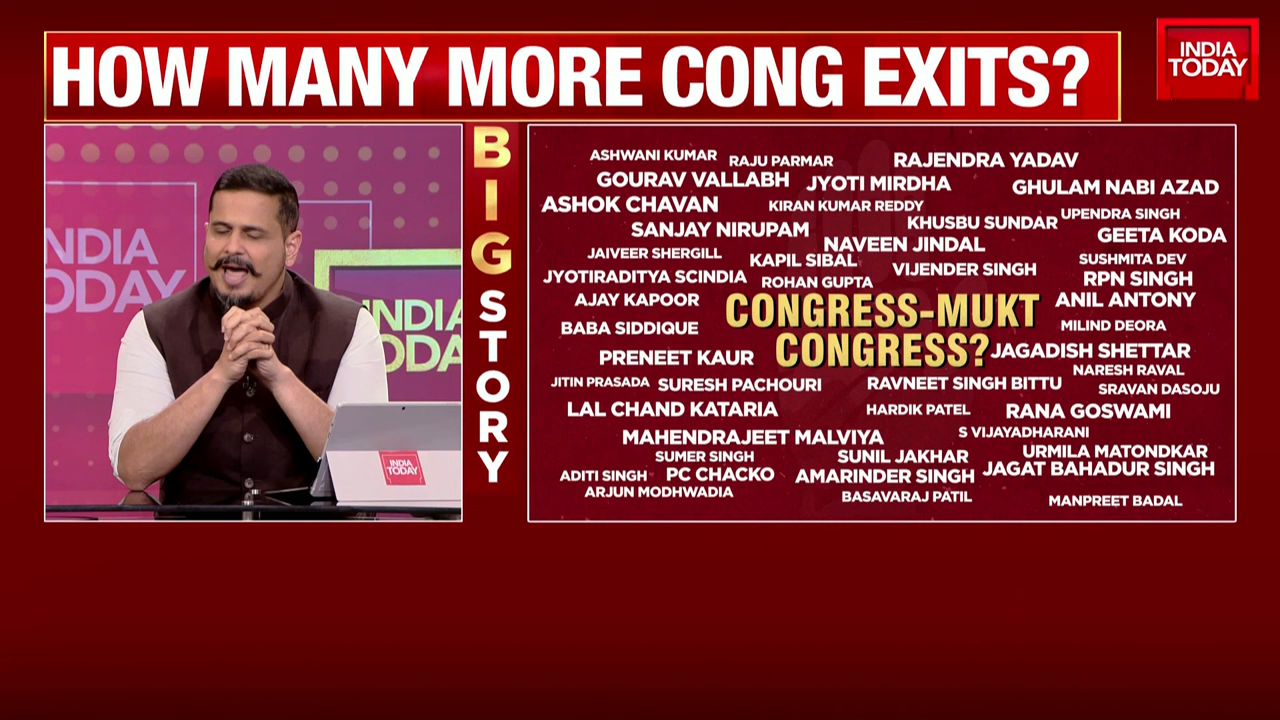 HOW MANY MORE CONG EXITS?
INDIA
TODAY
NDIA
ODAY
INDIA
ODA
INDIA
TODAY
BIG STORY
ASHWANI KUMAR
RAJU PARMAR
RAJENDRA YADAV
GOURAV VALLABH
JYOTI MIRDHA
GHULAM NABI AZAD
ASHOK CHAVAN
KIRAN KUMAR REDDY
KHUSBU SUNDAR
UPENDRA SINGH
SANJAY NIRUPAM
NAVEEN JINDAL
GEETA KODA
JAIVEER SHERGILL
KAPIL SIBAL
VIJENDER SINGH
SUSHMITA DEV
JYOTIRADITYA SCINDIA
ROHAN GUPTA
RPN SINGH
AJAY KAPOOR
CONGRESS-MUKT
CONGRESS?
ANIL ANTONY
BABA SIDDIQUE
MILIND DEORA
PRENEET KAUR
JAGADISH SHETTAR
NARESH RAVAL
JITIN PRASADA
SURESH PACHOURI
RAVNEET SINGH BITTU
SRAVAN DASOJU
LAL CHAND KATARIA
HARDIK PATEL
RANA GOSWAMI
MAHENDRAJEET MALVIYA
S VIJAYADHARANI
SUMER SINGH
SUNIL JAKHAR
URMILA MATONDKAR
ADITI SINGH
PC CHACKO
AMARINDER SINGH
JAGAT BAHADUR SINGH
ARJUN MODHWADIA
BASAVARAJ PATIL
MANPREET BADAL